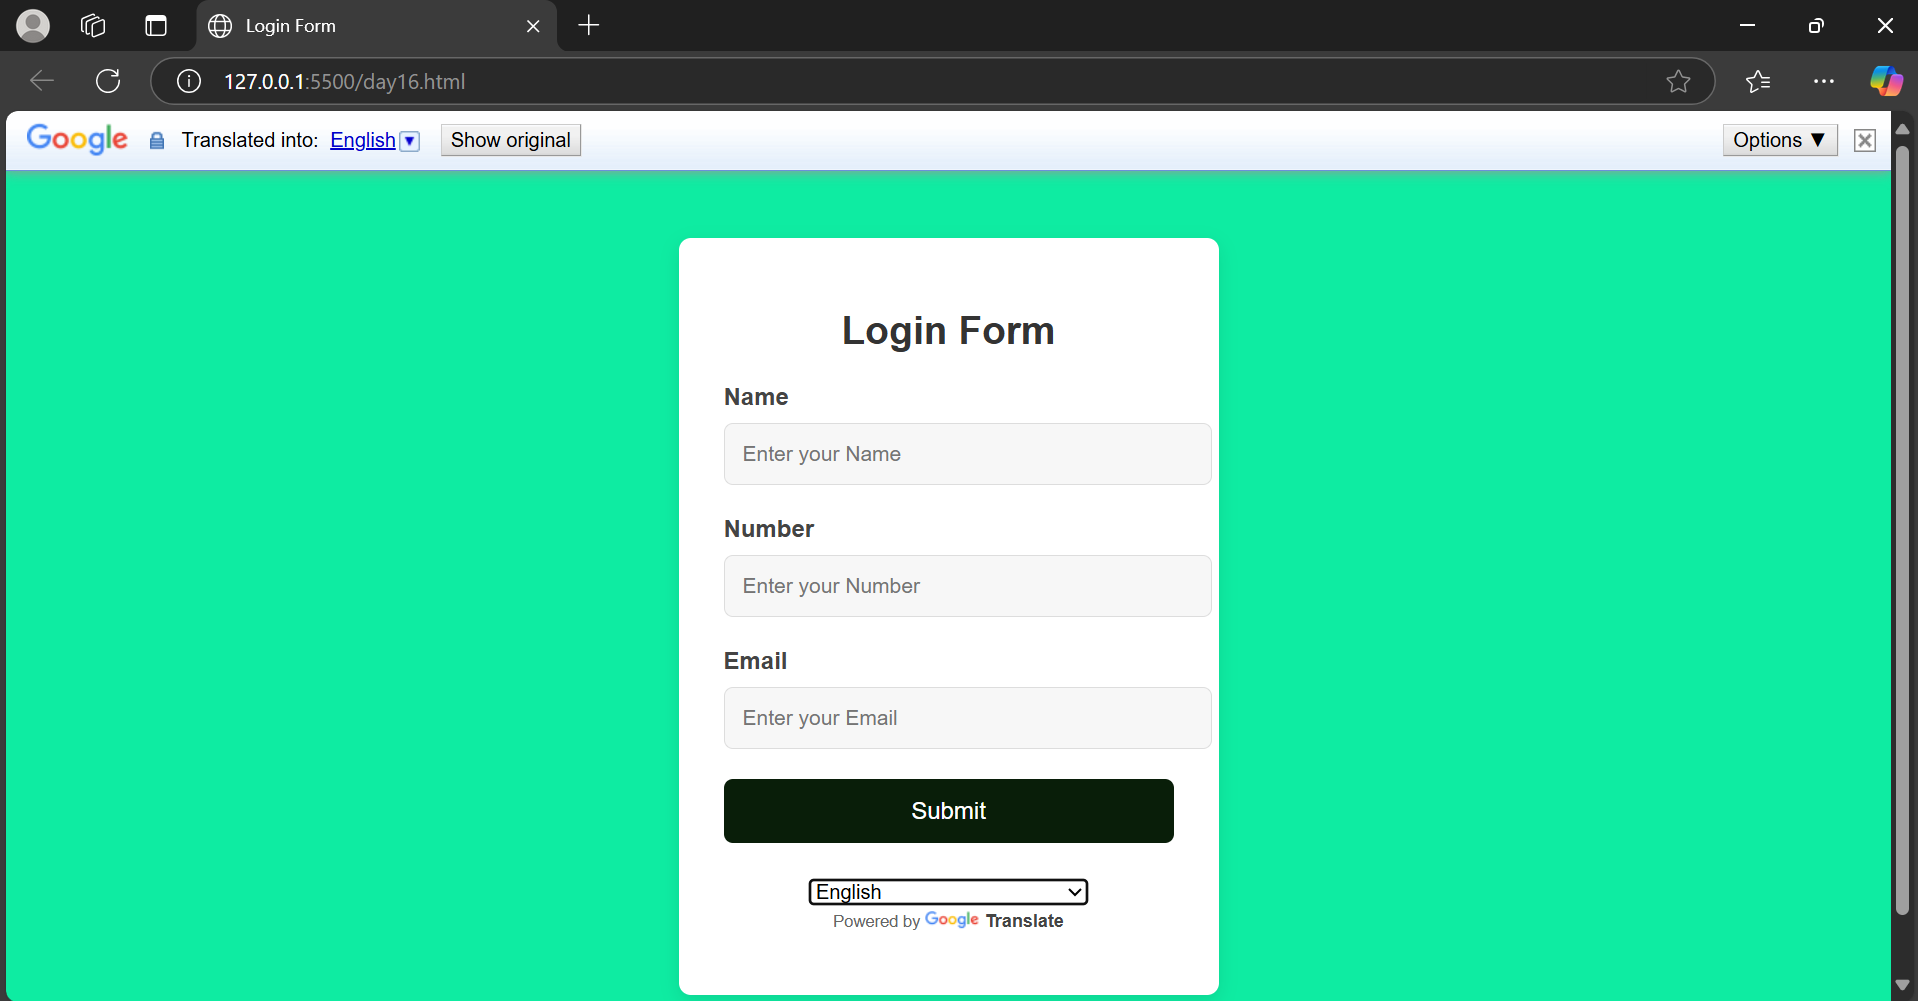 Login Form
127.0.0.1:5500/day16.html
Google Translated into: English ▼ Show original Options ▼
Login Form
Name
Enter your Name
Number
Enter your Number
Email
Enter your Email
Submit
English
Powered by Google Translate